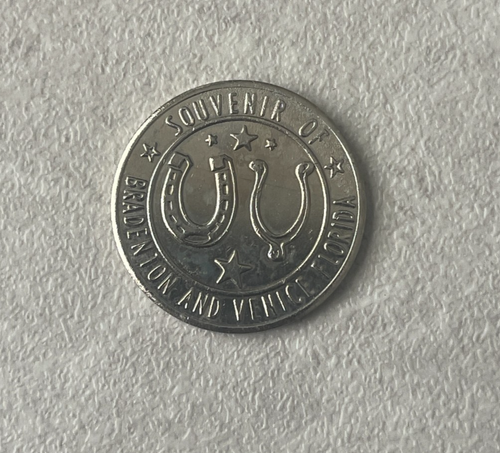 SOUVENIR OF
BRADENTON AND VENICE FLORIDA